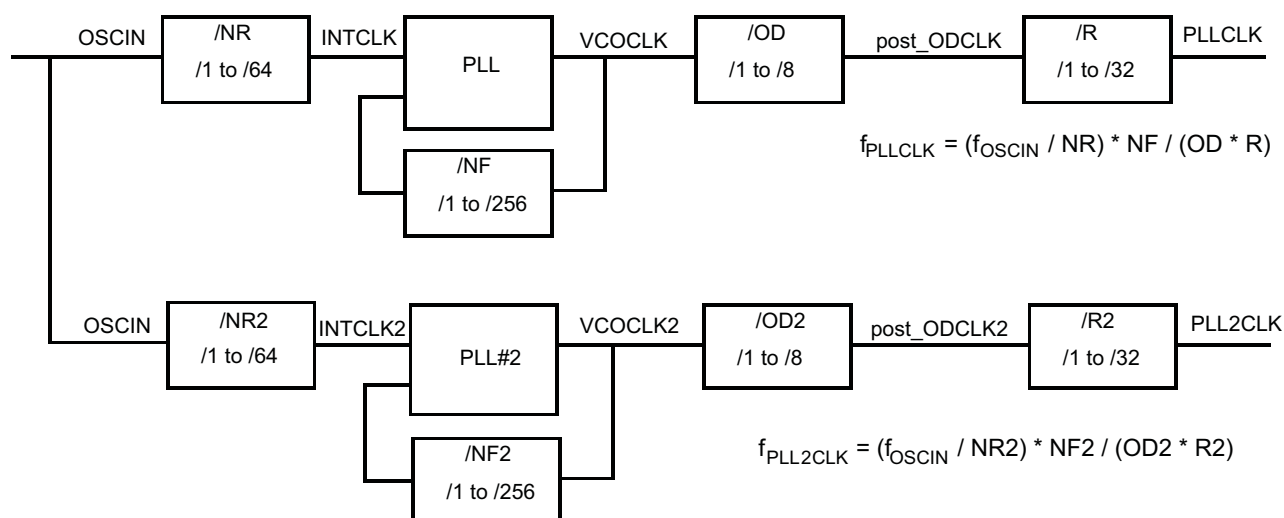 OSCIN
/NR
/1 to /64
INTCLK
PLL
/NF
/1 to /256
VCOCLK
/OD
/1 to /8
post_ODCLK
/R
/1 to /32
PLLCLK
fPLLCLK = (fOSCIN / NR) * NF / (OD * R)
OSCIN
/NR2
/1 to /64
INTCLK2
PLL#2
/NF2
/1 to /256
VCOCLK2
/OD2
/1 to /8
post_ODCLK2
/R2
/1 to /32
PLL2CLK
fPLL2CLK = (fOSCIN / NR2) * NF2 / (OD2 * R2)